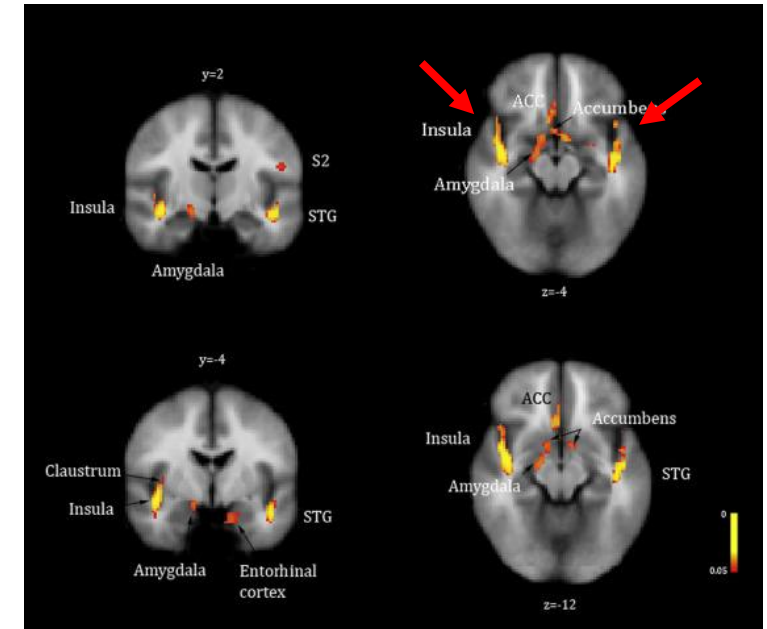 y=2
S2
Insula
STG
Amygdala
ACC
Accumbens
Insula
Amygdala
z=-4
y=-4
Claustrum
Insula
STG
Amygdala
Entorhinal
cortex
ACC
Accumbens
Insula
Amygdala
STG
0
0.05
z=-12